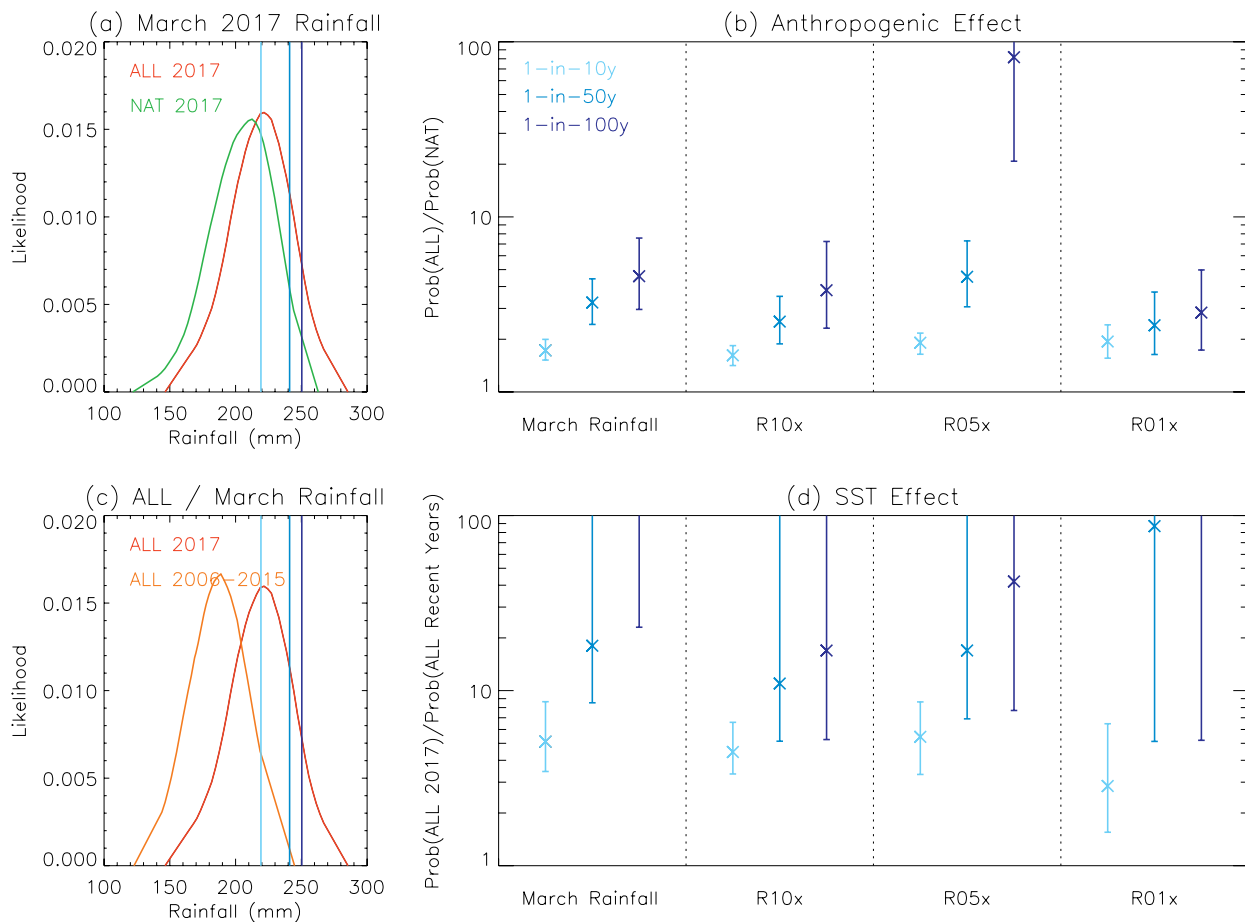 (a) March 2017 Rainfall
0.020
0.015
0.010
0.005
0.000
Likelihood
ALL 2017
NAT 2017
100 150 200 250 300
Rainfall (mm)
(b) Anthropogenic Effect
100
10
1
Prob(ALL)/Prob(NAT)
1-in-10y
1-in-50y
1-in-100y
March Rainfall R10x R05x R01x
(c) ALL / March Rainfall
0.020
0.015
0.010
0.005
0.000
Likelihood
ALL 2017
ALL 2006-2015
100 150 200 250 300
Rainfall (mm)
(d) SST Effect
100
10
1
Prob(ALL 2017)/Prob(ALL Recent Years)
March Rainfall R10x R05x R01x